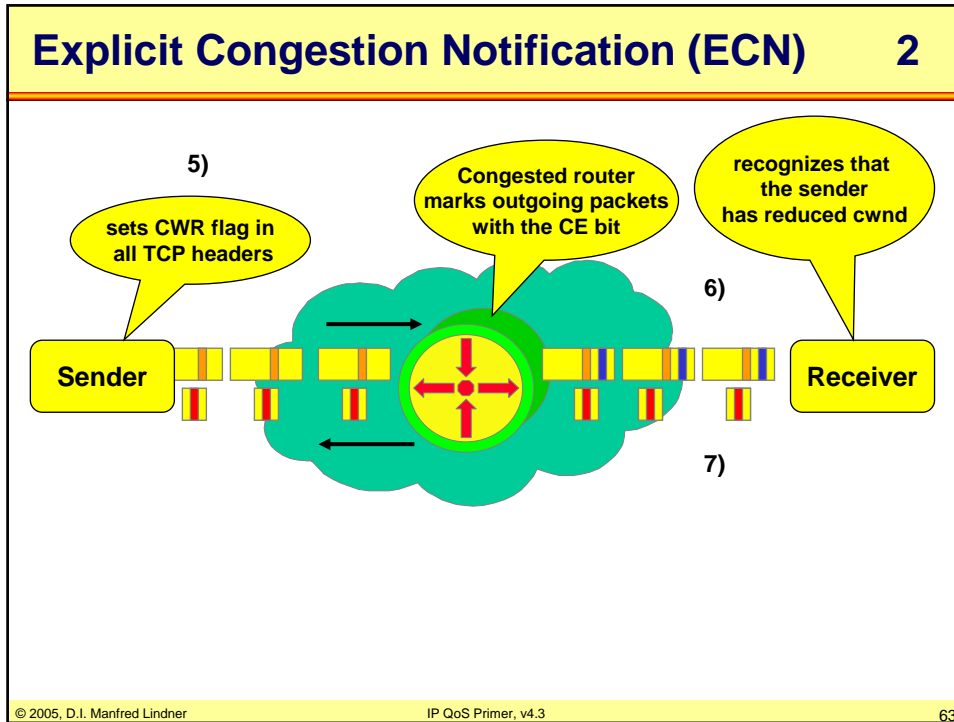 Explicit Congestion Notification (ECN) 2
5)
sets CWR flag in
all TCP headers
Congested router
marks outgoing packets
with the CE bit
recognizes that
the sender
has reduced cwnd
6)
Sender
Receiver
7)
© 2005, D.I. Manfred Lindner
IP QoS Primer, v4.3
63